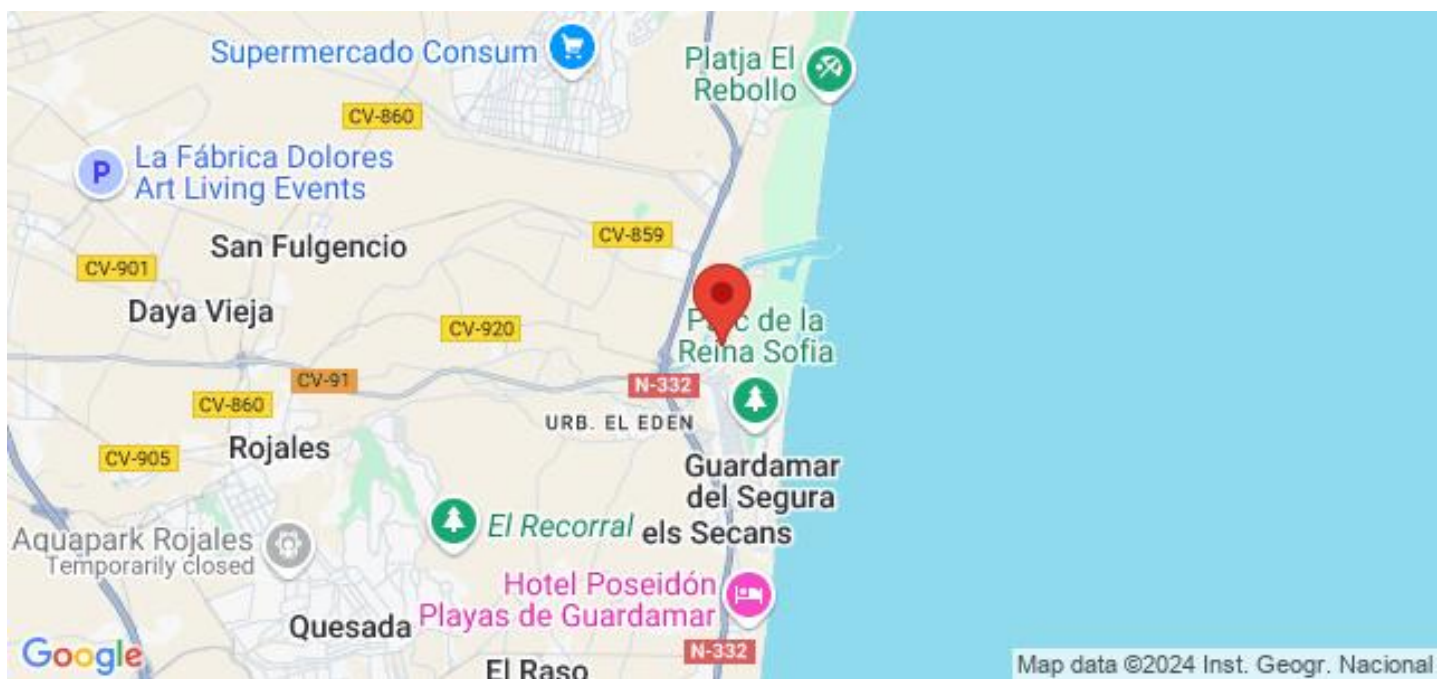 Supermercado Consum
Platja El
Rebollo
CV-860
La Fábrica Dolores
Art Living Events
P
San Fulgencio
CV-859
CV-901
Daya Vieja
CV-920
Parc de la
Reina Sofia
CV-91
N-332
CV-860
URB. EL EDEN
Rojales
CV-905
Guardamar
del Segura
El Recorral
els Secans
Aquapark Rojales
Temporarily closed
Hotel Poseidón
Playas de Guardamar
Quesada
Google
El Raso
N-332
Map data ©2024 Inst. Geogr. Nacional